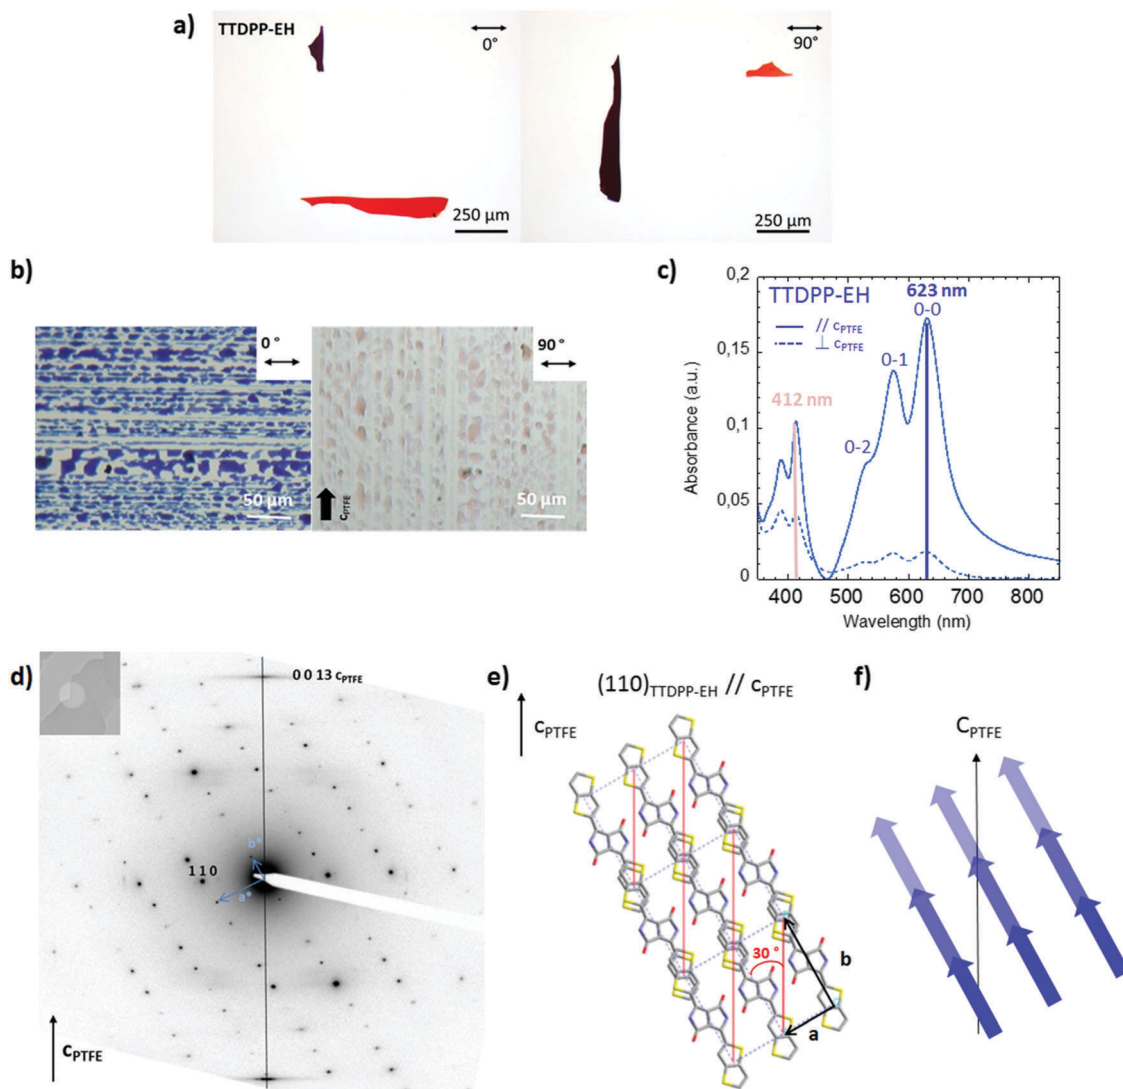 a)
TTDPP-EH
0°
250 µm
90°
250 µm
b)
0 °
50 µm
90 °
cPTFE
50 µm
c)
0,2
0,15
0,1
0,05
0
Absorbance (a.u.)
TTDPP-EH
// cPTFE
⊥ cPTFE
623 nm
0-0
0-1
0-2
412 nm
400 500 600 700 800
Wavelength (nm)
d)
0 0 13 cPTFE
b*
1 1 0
a*
cPTFE
e)
(110)TTDPP-EH // cPTFE
cPTFE
30 °
b
a
f)
CPTFE